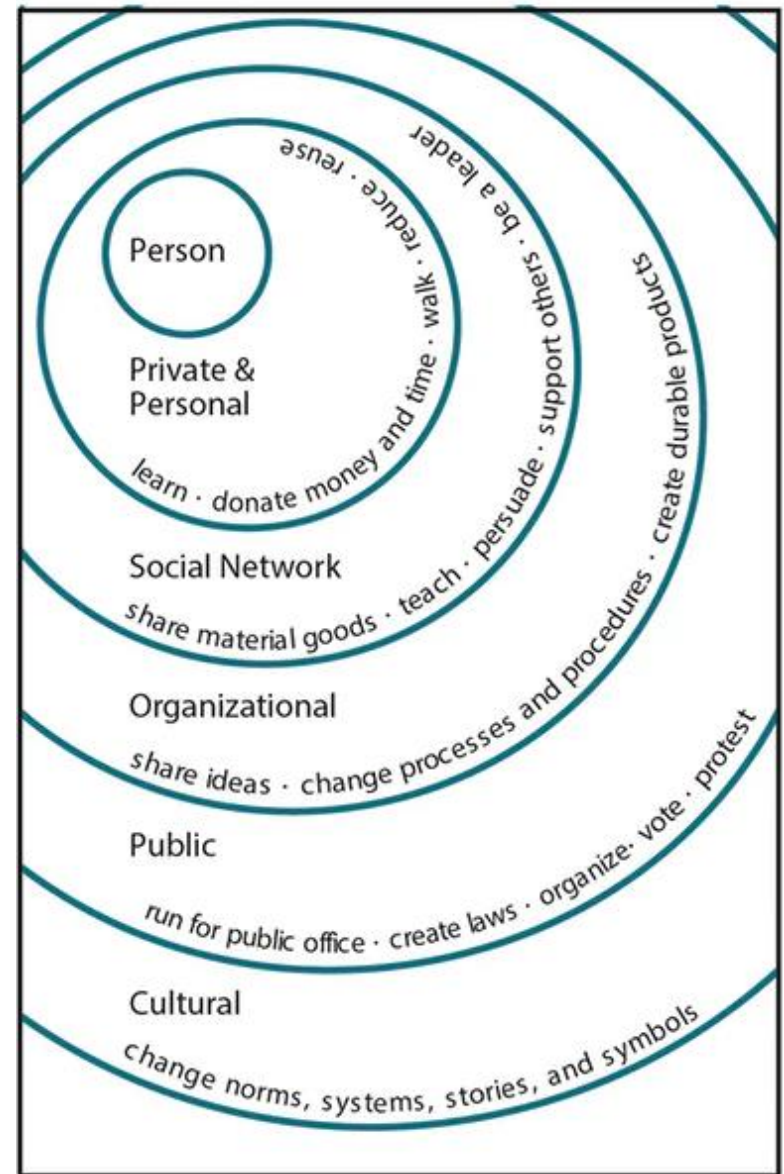 Person
Private &
Personal
learn · donate money and time · walk · reduce · reuse
Social Network
share material goods · teach · persuade · support others · be a leader
Organizational
share ideas · change processes and procedures · create durable products
Public
run for public office · create laws · organize· vote · protest
Cultural
change norms, systems, stories, and symbols